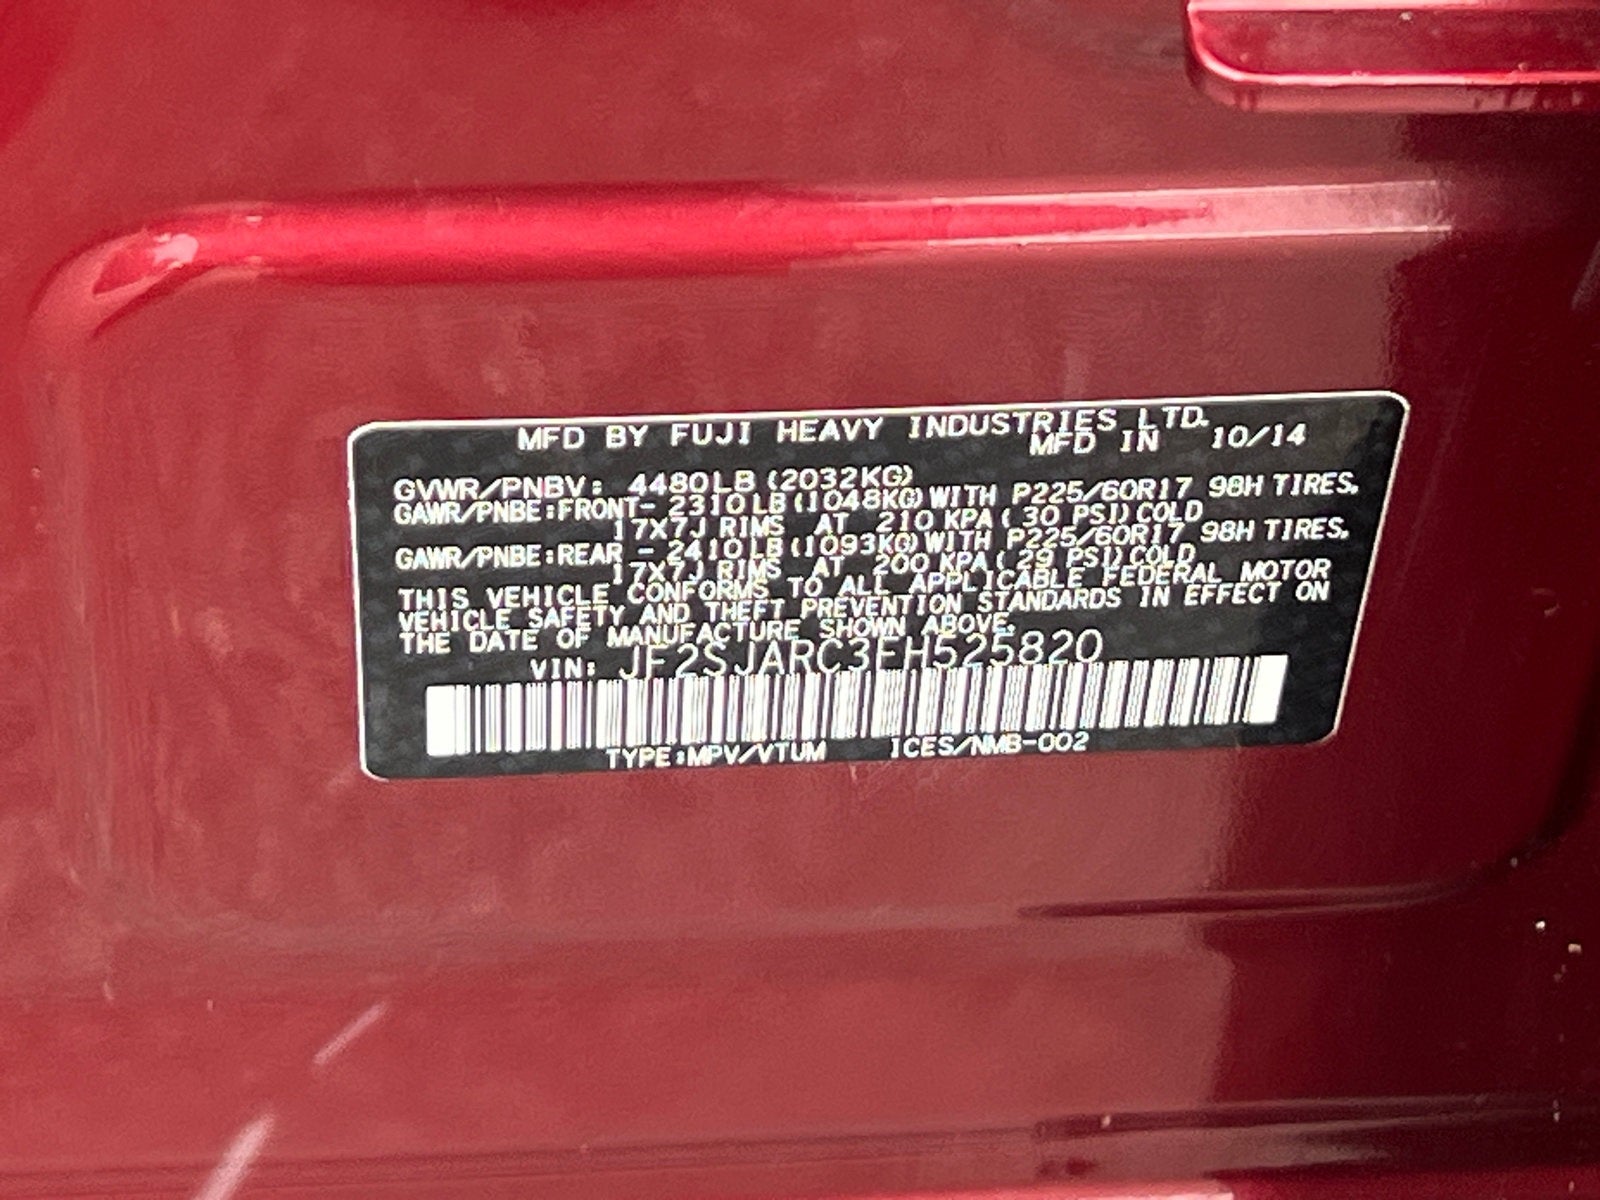 MFD BY FUJI HEAVY INDUSTRIES LTD.
MFD IN 10/14
GVWR/PNBV: 4480LB (2032KG)
GAWR/PNBE:FRONT- 2310LB(1048KG)WITH P225/60R17 98H TIRES.
17X7J RIMS AT 210 KPA( 30 PSI)COLD
GAWR/PNBE:REAR - 2410LB(1093KG)WITH P225/60R17 98H TIRES.
17X7J RIMS AT 200 KPA( 29 PSI)COLD
THIS VEHICLE CONFORMS TO ALL APPLICABLE FEDERAL MOTOR
VEHICLE SAFETY AND THEFT PREVENTION STANDARDS IN EFFECT ON
THE DATE OF MANUFACTURE SHOWN ABOVE.
VIN: JF2SJARC3FH525820
TYPE:MPV/VTUM ICES/NMB-002